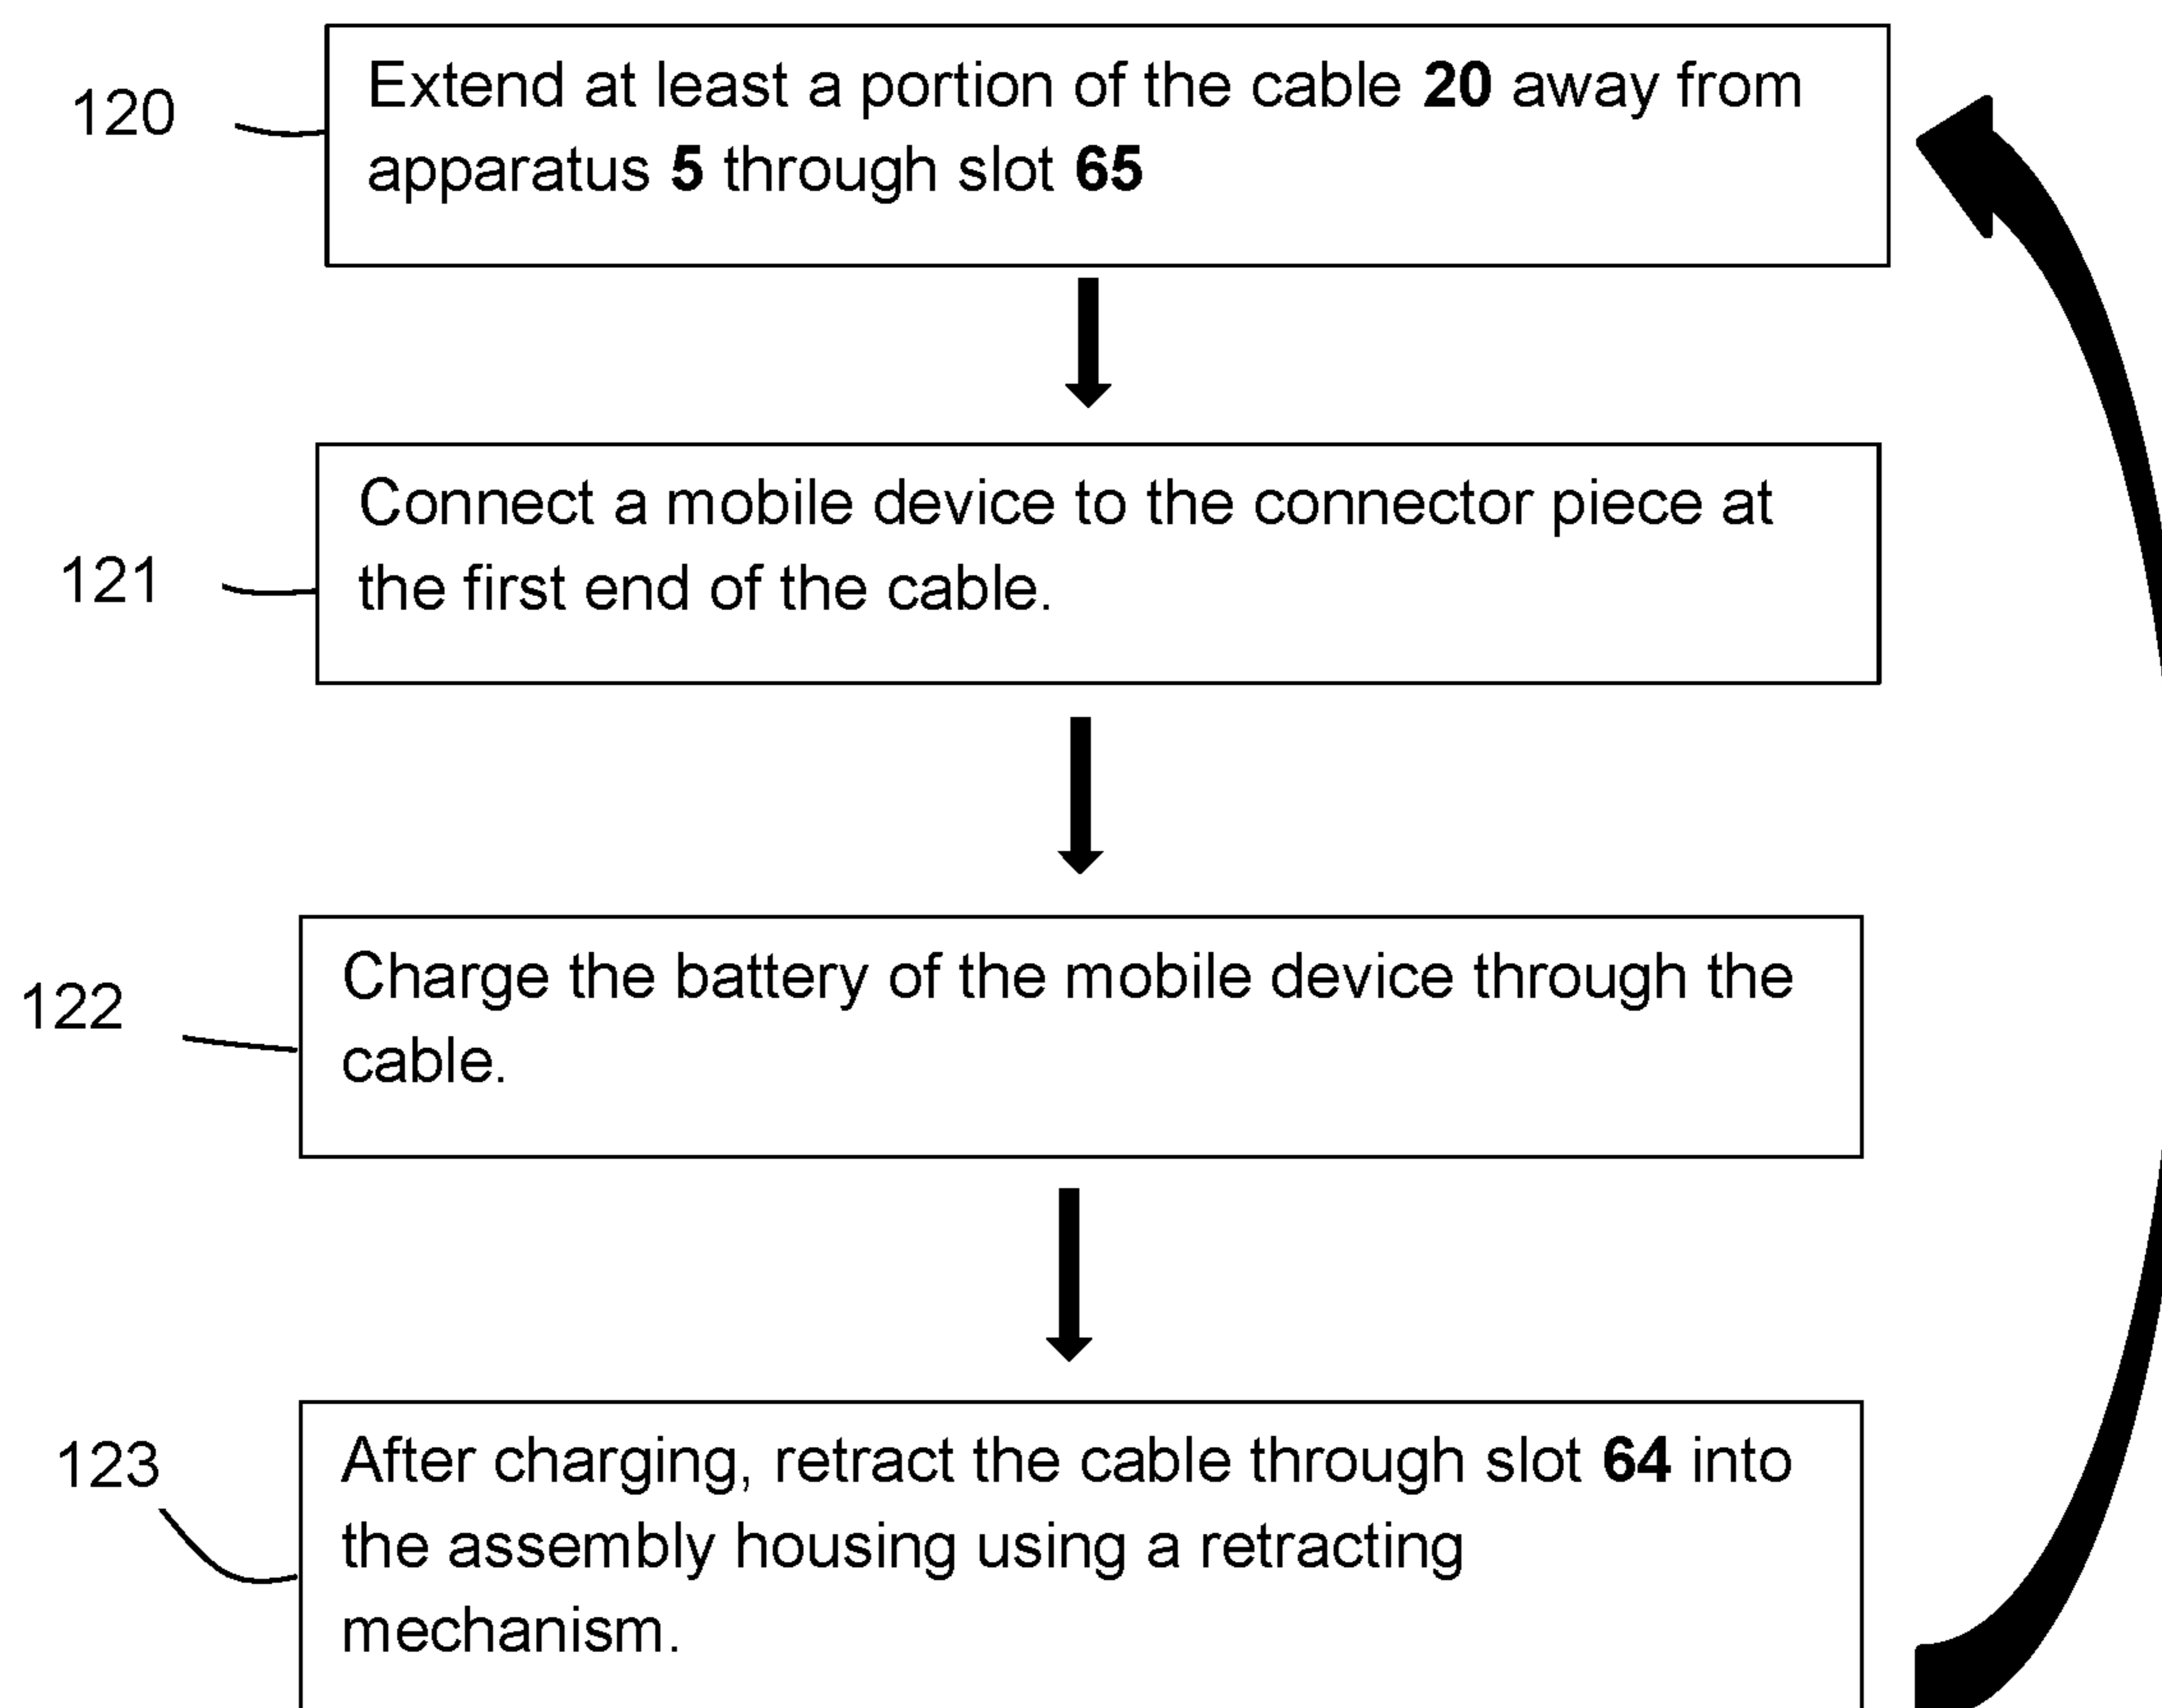 120
Extend at least a portion of the cable 20 away from
apparatus 5 through slot 65
121
Connect a mobile device to the connector piece at
the first end of the cable.
122
Charge the battery of the mobile device through the
cable.
123
After charging, retract the cable through slot 64 into
the assembly housing using a retracting
mechanism.